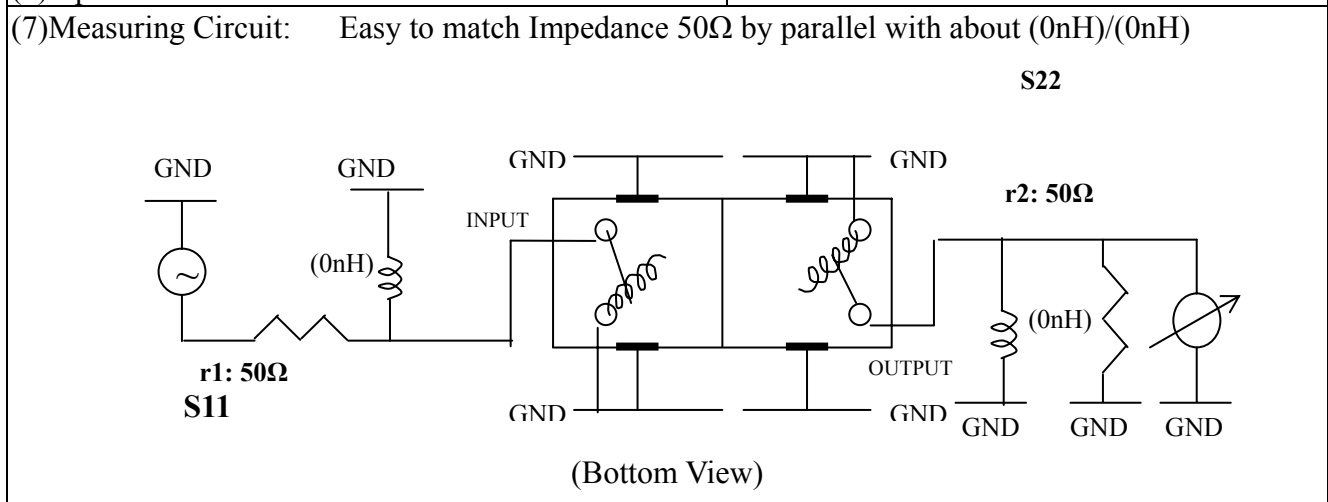 (7)Measuring Circuit: Easy to match Impedance 50Ω by parallel with about (0nH)/(0nH)
S22
GND GND GND GND
r2: 50Ω
INPUT
(0nH)
(0nH)
r1: 50Ω
OUTPUT
S11
GND GND
GND GND GND
(Bottom View)